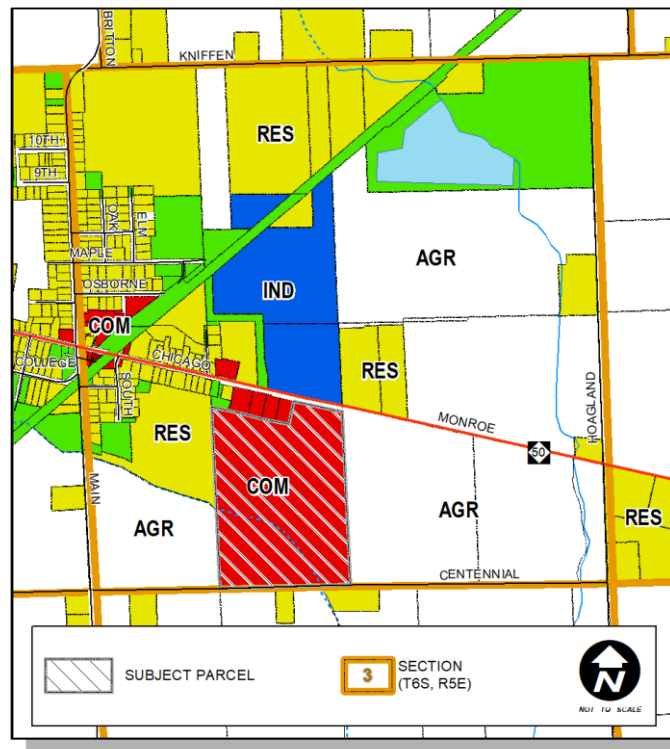 BRITTON
KNIFFEN
10TH
9TH
RES
OAK
ELM
MAPLE
AGR
OSBORNE
IND
COM
CHICAGO
COLLEGE
SOUTH
RES
MONROE
HOAGLAND
RES
50
MAIN
COM
AGR
AGR
RES
CENTENNIAL
SUBJECT PARCEL
3
SECTION
(T6S, R5E)
N
NOT TO SCALE